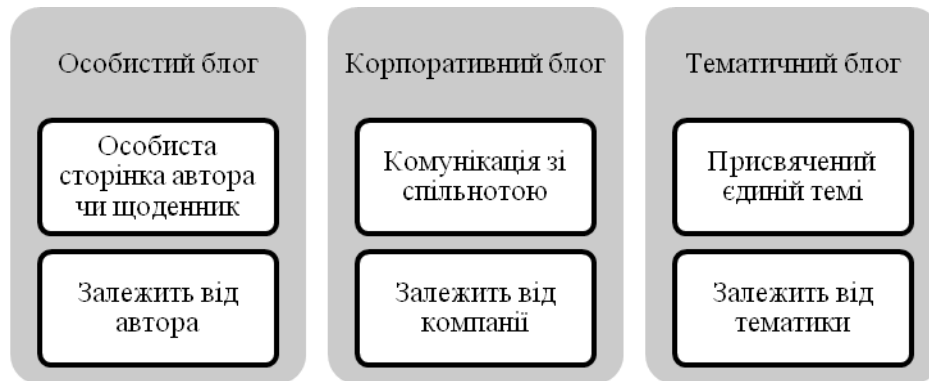 Особистий блог
Особиста
сторінка автора
чи щоденник
Залежить від
автора
Корпоративний блог
Комунікація зі
спільнотою
Залежить від
компанії
Тематичний блог
Присвячений
єдиній темі
Залежить від
тематики